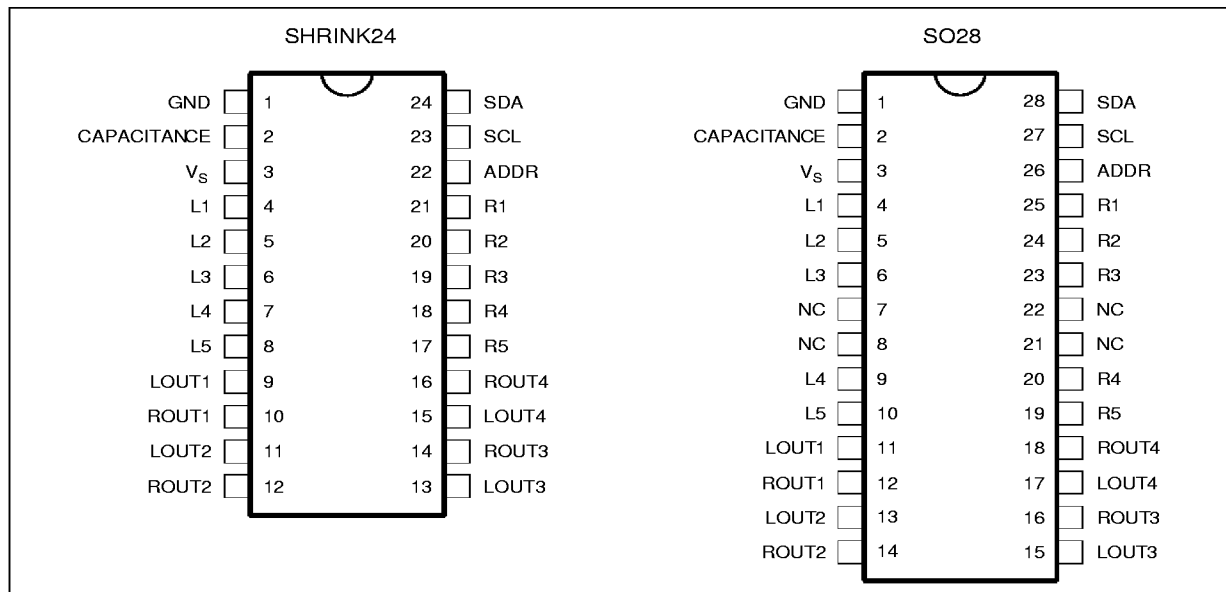 SHRINK24
GND 1 24 SDA
CAPACITANCE 2 23 SCL
VS 3 22 ADDR
L1 4 21 R1
L2 5 20 R2
L3 6 19 R3
L4 7 18 R4
L5 8 17 R5
LOUT1 9 16 ROUT4
ROUT1 10 15 LOUT4
LOUT2 11 14 ROUT3
ROUT2 12 13 LOUT3
SO28
GND 1 28 SDA
CAPACITANCE 2 27 SCL
VS 3 26 ADDR
L1 4 25 R1
L2 5 24 R2
L3 6 23 R3
NC 7 22 NC
NC 8 21 NC
L4 9 20 R4
L5 10 19 R5
LOUT1 11 18 ROUT4
ROUT1 12 17 LOUT4
LOUT2 13 16 ROUT3
ROUT2 14 15 LOUT3